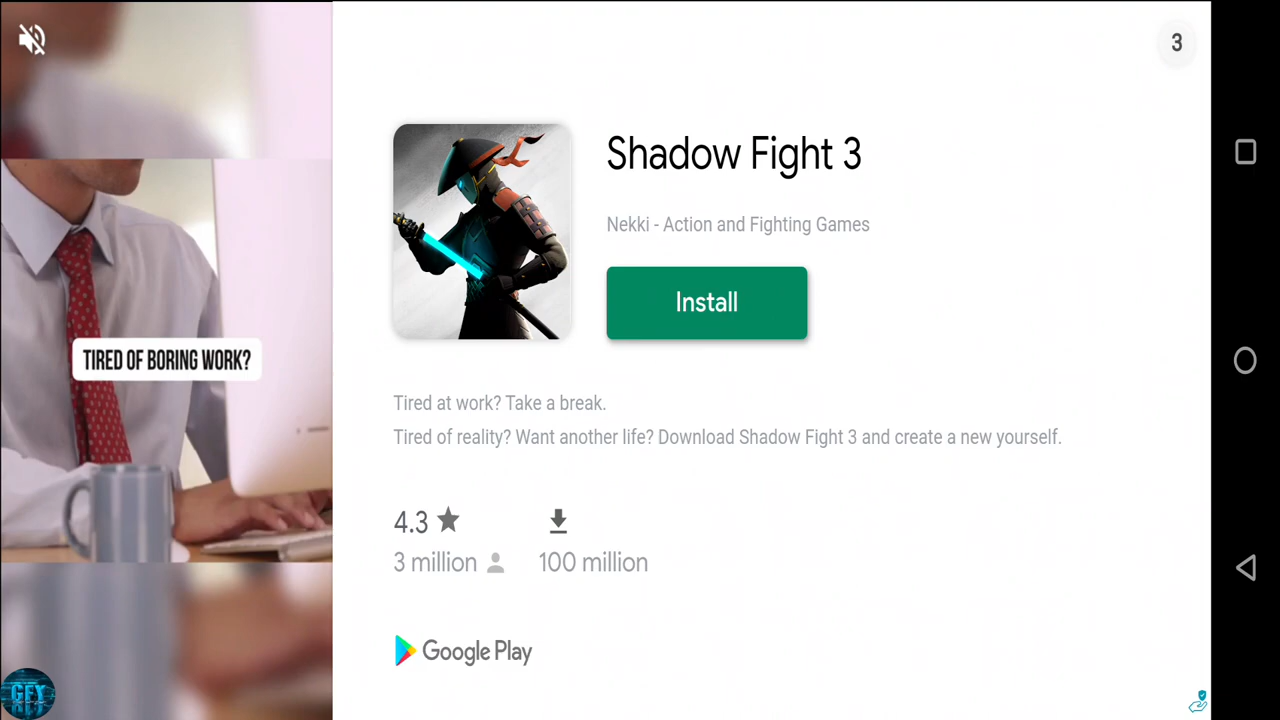 3
Shadow Fight 3
Nekki - Action and Fighting Games
Install
TIRED OF BORING WORK?
Tired at work? Take a break.
Tired of reality? Want another life? Download Shadow Fight 3 and create a new yourself.
4.3
3 million
100 million
Google Play
GFY